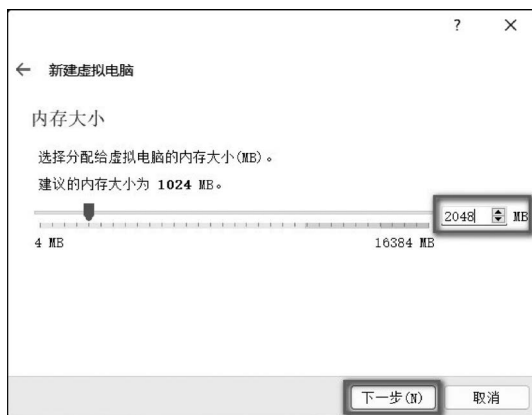 ?
新建虚拟电脑
内存大小
选择分配给虚拟电脑的内存大小(MB)。
建议的内存大小为 1024 MB。
2048 MB
4 MB 16384 MB
下一步(N) 取消